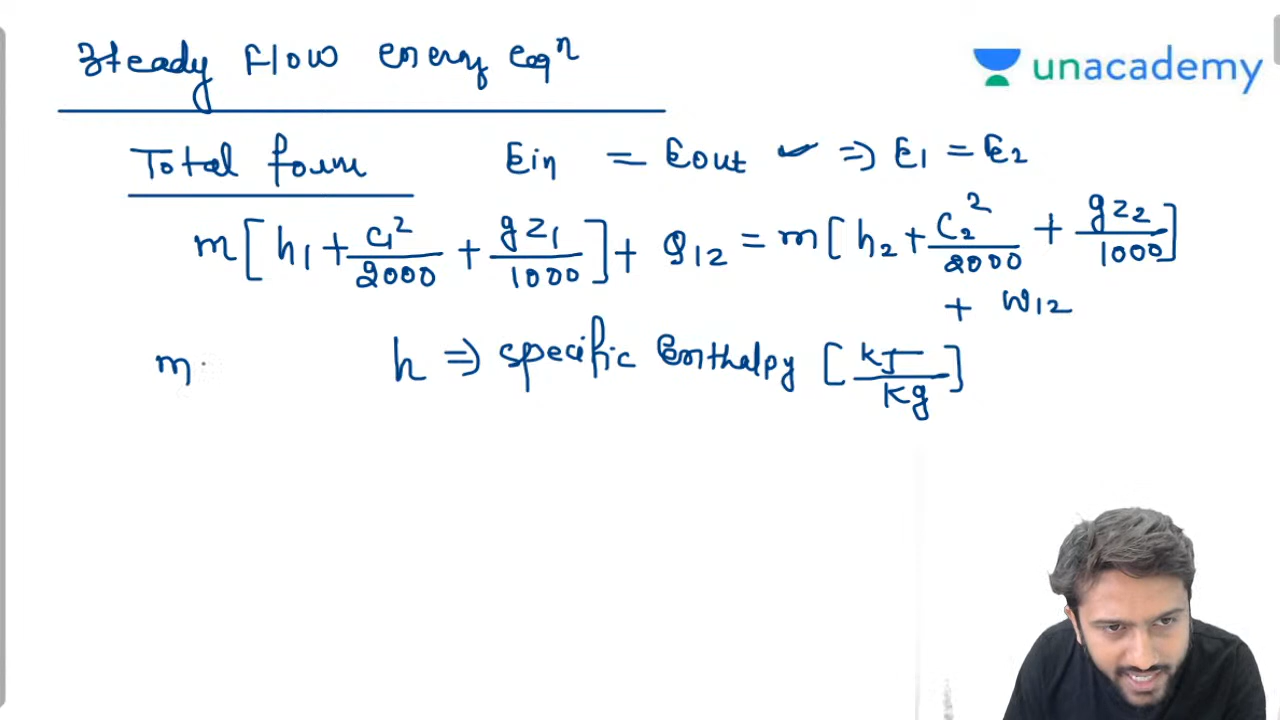 Steady Flow energy eqⁿ
unacademy
Total form Ein = Eout ✓ ⇒ E1 = E2
m[h1 + C1²/2000 + gz1/1000] + Q12 = m[h2 + C2²/2000 + gz2/1000]
+ W12
m h ⇒ specific Enthalpy [kJ/kg]